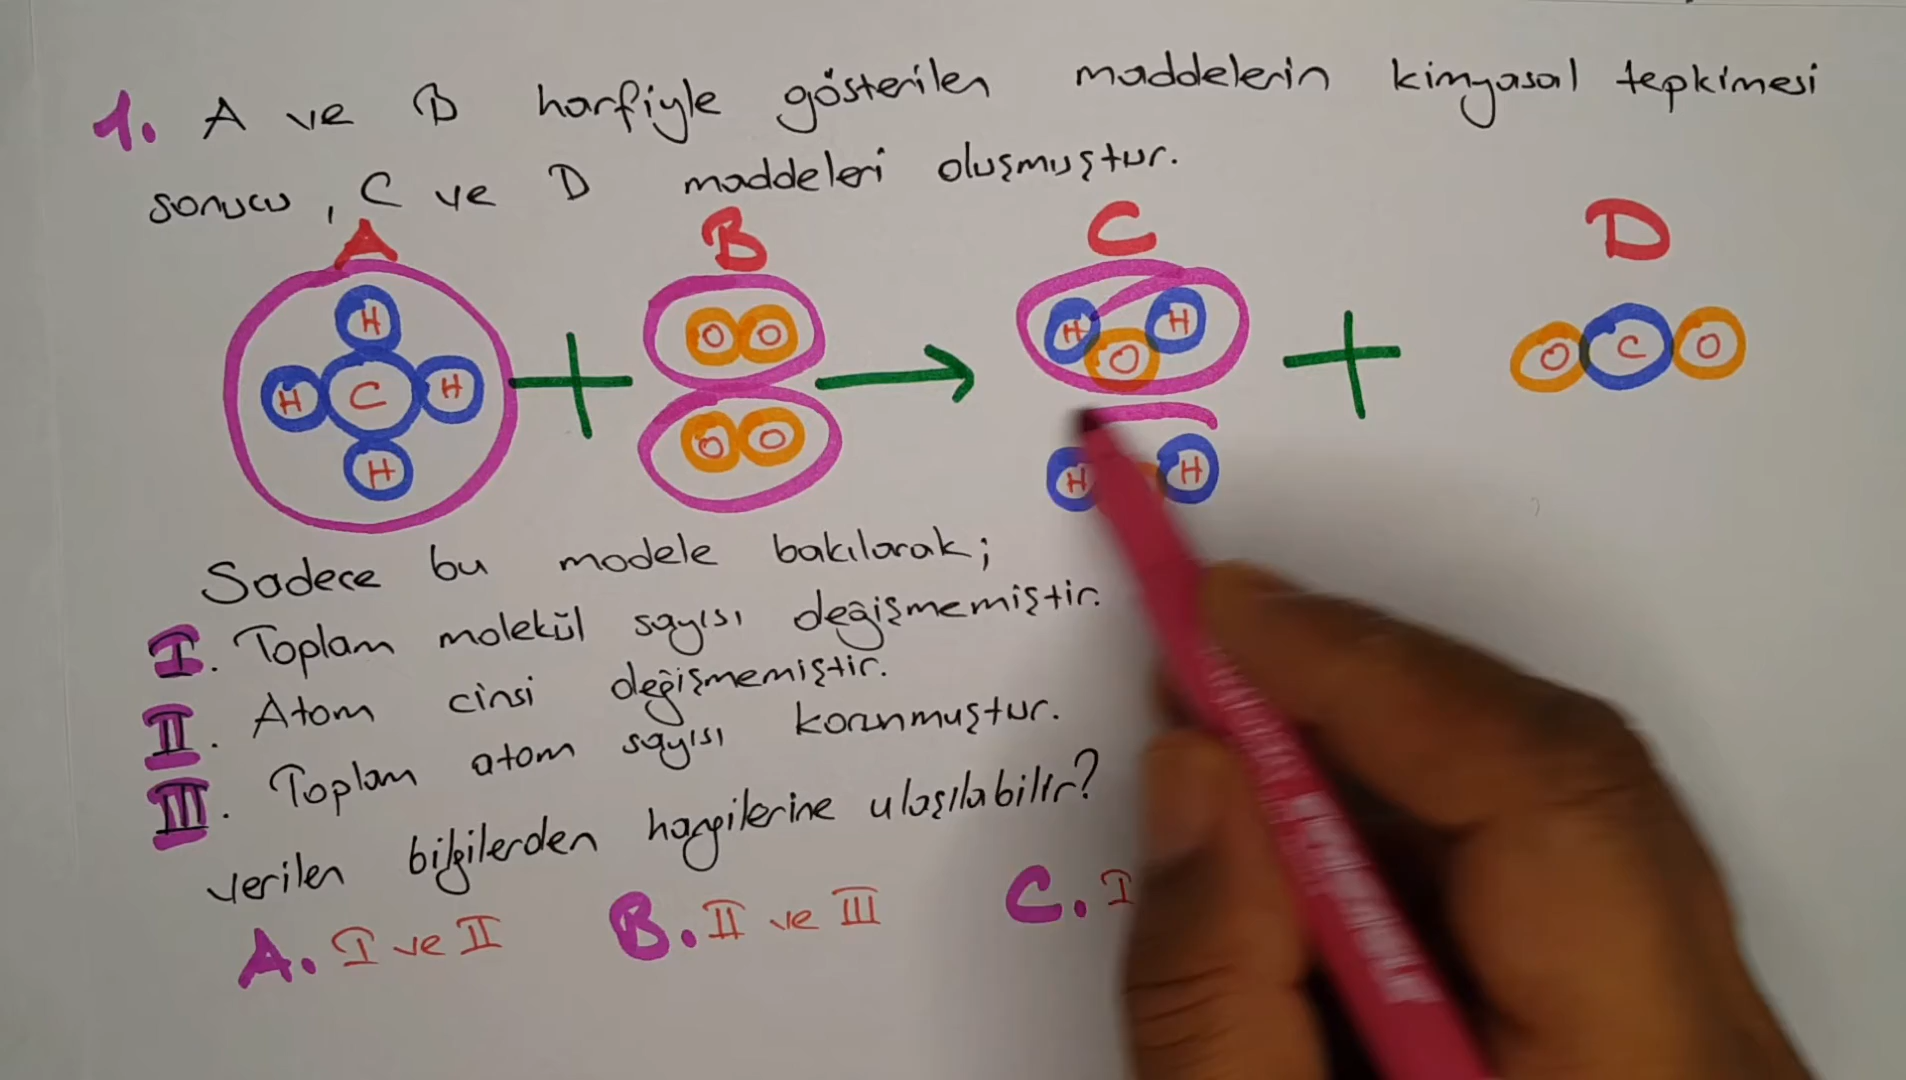 1. A ve B harfiyle gösterilen maddelerin kimyasal tepkimesi
sonucu, C ve D maddeleri oluşmuştur.
A B C D
H O O H H
H C H + O → O C O
H O O H H
Sadece bu modele bakılarak;
I. Toplam molekül sayısı değişmemiştir.
II. Atom cinsi değişmemiştir.
III. Toplam atom sayısı korunmuştur.
verilen bilgilerden hangilerine ulaşılabilir?
A. I ve II B. II ve III C. I